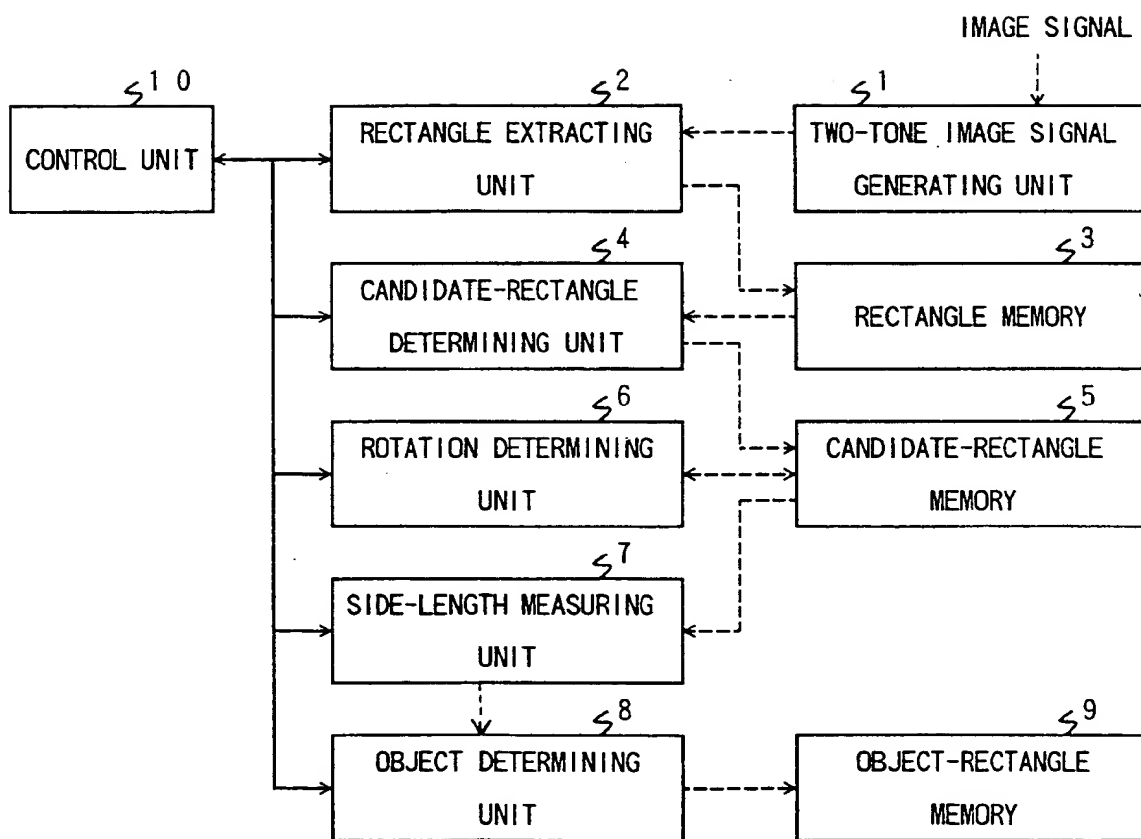 IMAGE SIGNAL
10
2
1
CONTROL UNIT
RECTANGLE EXTRACTING
UNIT
TWO-TONE IMAGE SIGNAL
GENERATING UNIT
4
3
CANDIDATE-RECTANGLE
DETERMINING UNIT
RECTANGLE MEMORY
6
5
ROTATION DETERMINING
UNIT
CANDIDATE-RECTANGLE
MEMORY
7
SIDE-LENGTH MEASURING
UNIT
8
9
OBJECT DETERMINING
UNIT
OBJECT-RECTANGLE
MEMORY